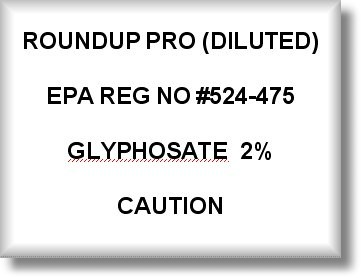 ROUNDUP PRO (DILUTED)
EPA REG NO #524-475
GLYPHOSATE 2%
CAUTION